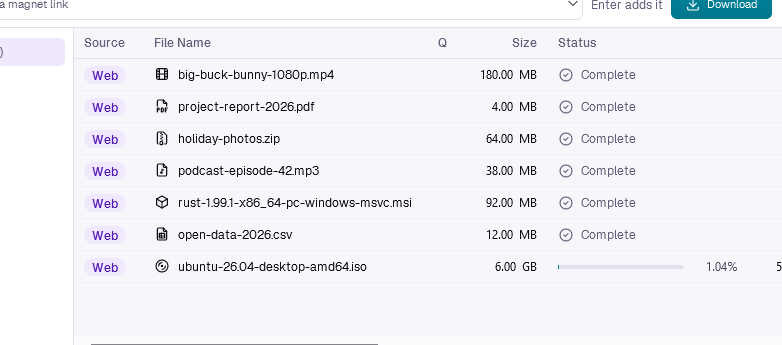 a magnet link Enter adds it Download
)
Source File Name Q Size Status
Web big-buck-bunny-1080p.mp4 180.00 MB Complete
Web project-report-2026.pdf 4.00 MB Complete
Web holiday-photos.zip 64.00 MB Complete
Web podcast-episode-42.mp3 38.00 MB Complete
Web rust-1.99.1-x86_64-pc-windows-msvc.msi 92.00 MB Complete
Web open-data-2026.csv 12.00 MB Complete
Web ubuntu-26.04-desktop-amd64.iso 6.00 GB 1.04% 5